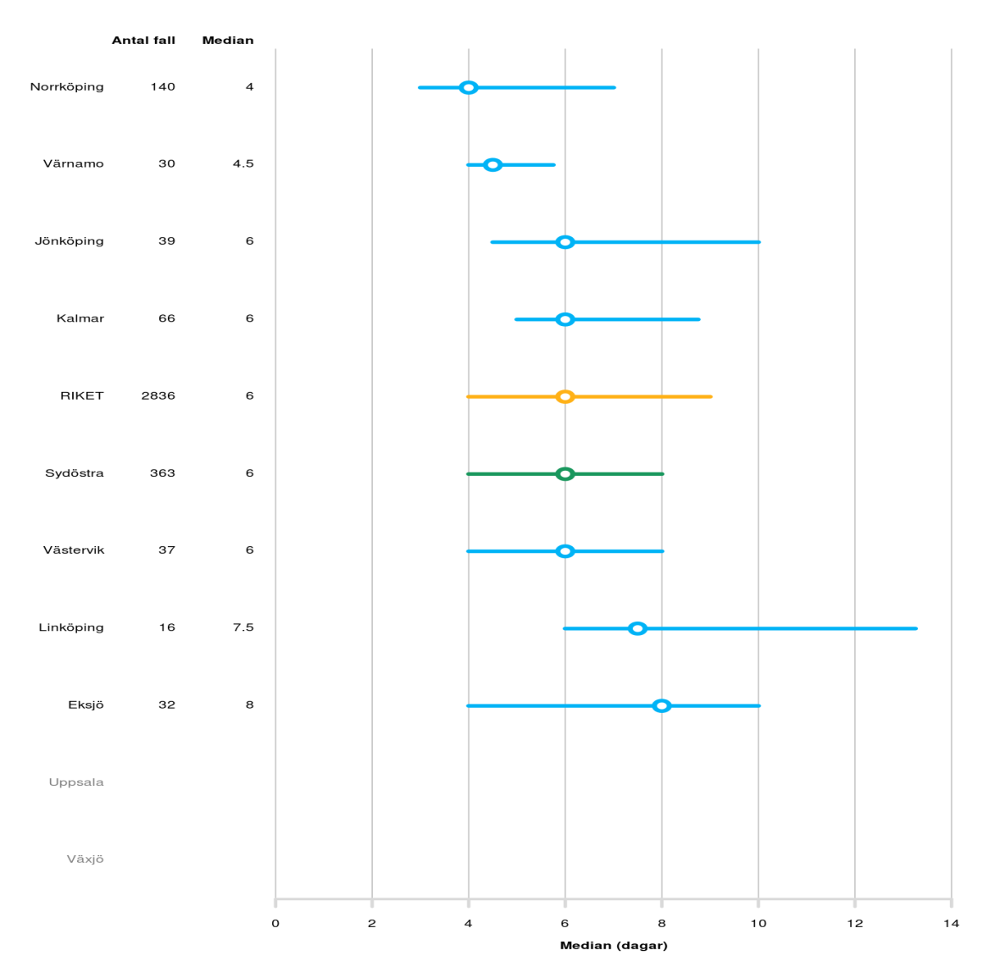 Antal fall Median
Norrköping 140 4
Värnamo 30 4.5
Jönköping 39 6
Kalmar 66 6
RIKET 2836 6
Sydöstra 363 6
Västervik 37 6
Linköping 16 7.5
Eksjö 32 8
Uppsala
Växjö
0 2 4 6 8 10 12 14
Median (dagar)